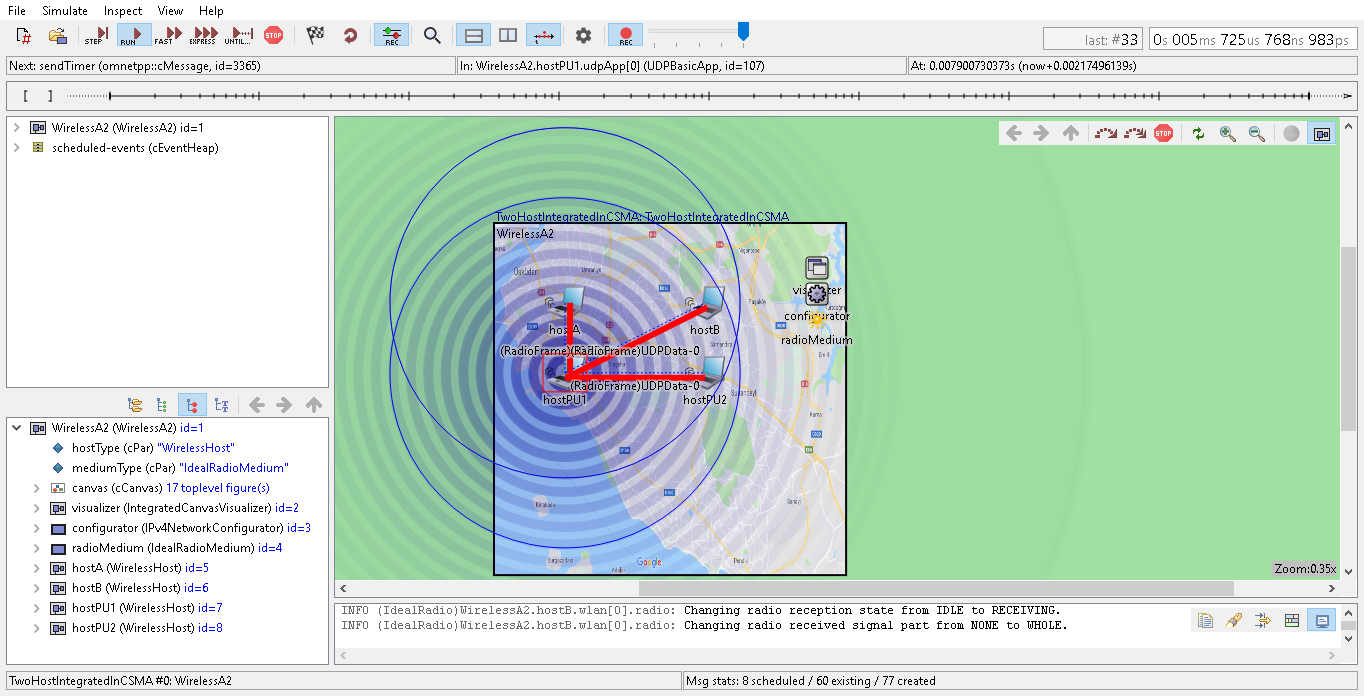 File Simulate Inspect View Help
STEP RUN FAST EXPRESS UNTIL... STOP REC REC
last: #33 0s 005ms 725us 768ns 983ps
Next: sendTimer (omnetpp::cMessage, id=3365) In: WirelessA2.hostPU1.udpApp[0] (UDPBasicApp, id=107) At: 0.007900730373s (now+0.00217496139s)
[ ]
WirelessA2 (WirelessA2) id=1
scheduled-events (cEventHeap)
STOP
TwoHostIntegratedInCSMA: TwoHostIntegratedInCSMA
WirelessA2
Üsküdar
Ümraniye
Paşaköy
visualizer
hostA
hostB
configurator
radioMedium
(RadioFrame)(RadioFrame)UDPData-0
Samandıra
(RadioFrame)UDPData-0
Sultanbeyli
hostPU1
hostPU2
Kurna
Pendik
Google
Zoom:0.35x
WirelessA2 (WirelessA2) id=1
hostType (cPar) "WirelessHost"
mediumType (cPar) "IdealRadioMedium"
canvas (cCanvas) 17 toplevel figure(s)
visualizer (IntegratedCanvasVisualizer) id=2
configurator (IPv4NetworkConfigurator) id=3
radioMedium (IdealRadioMedium) id=4
hostA (WirelessHost) id=5
hostB (WirelessHost) id=6
hostPU1 (WirelessHost) id=7
hostPU2 (WirelessHost) id=8
INFO (IdealRadio)WirelessA2.hostB.wlan[0].radio: Changing radio reception state from IDLE to RECEIVING.
INFO (IdealRadio)WirelessA2.hostB.wlan[0].radio: Changing radio received signal part from NONE to WHOLE.
TwoHostIntegratedInCSMA #0: WirelessA2 Msg stats: 8 scheduled / 60 existing / 77 created